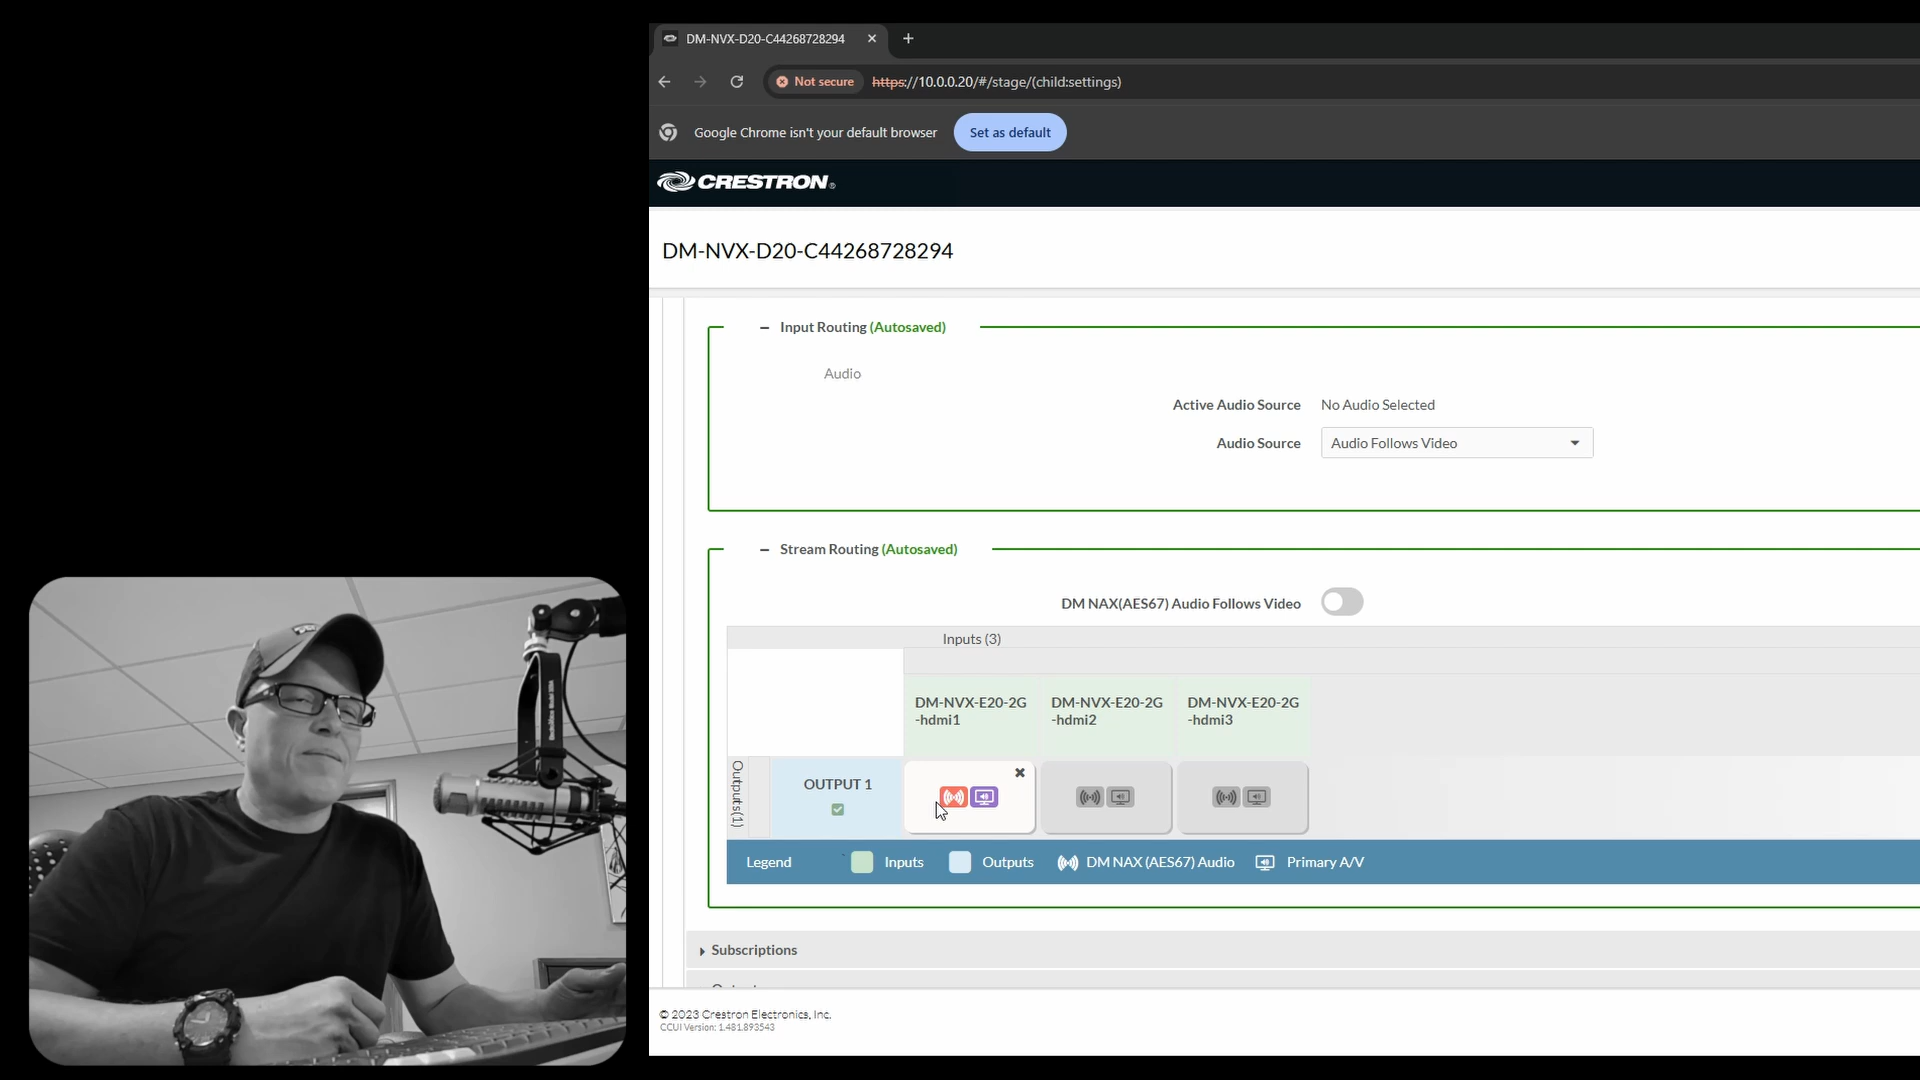 DM-NVX-D20-C44268728294
Not secure https://10.0.0.20/#/stage/(child:settings)
Google Chrome isn't your default browser Set as default
CRESTRON®
DM-NVX-D20-C44268728294
Input Routing (Autosaved)
Audio
Active Audio Source No Audio Selected
Audio Source Audio Follows Video
Stream Routing (Autosaved)
DM NAX(AES67) Audio Follows Video
Inputs (3)
DM-NVX-E20-2G
-hdmi1
DM-NVX-E20-2G
-hdmi2
DM-NVX-E20-2G
-hdmi3
Outputs(1)
OUTPUT 1
Legend Inputs Outputs DM NAX (AES67) Audio Primary A/V
Subscriptions
© 2023 Crestron Electronics, Inc.
CCUI Version: 1.481.893543